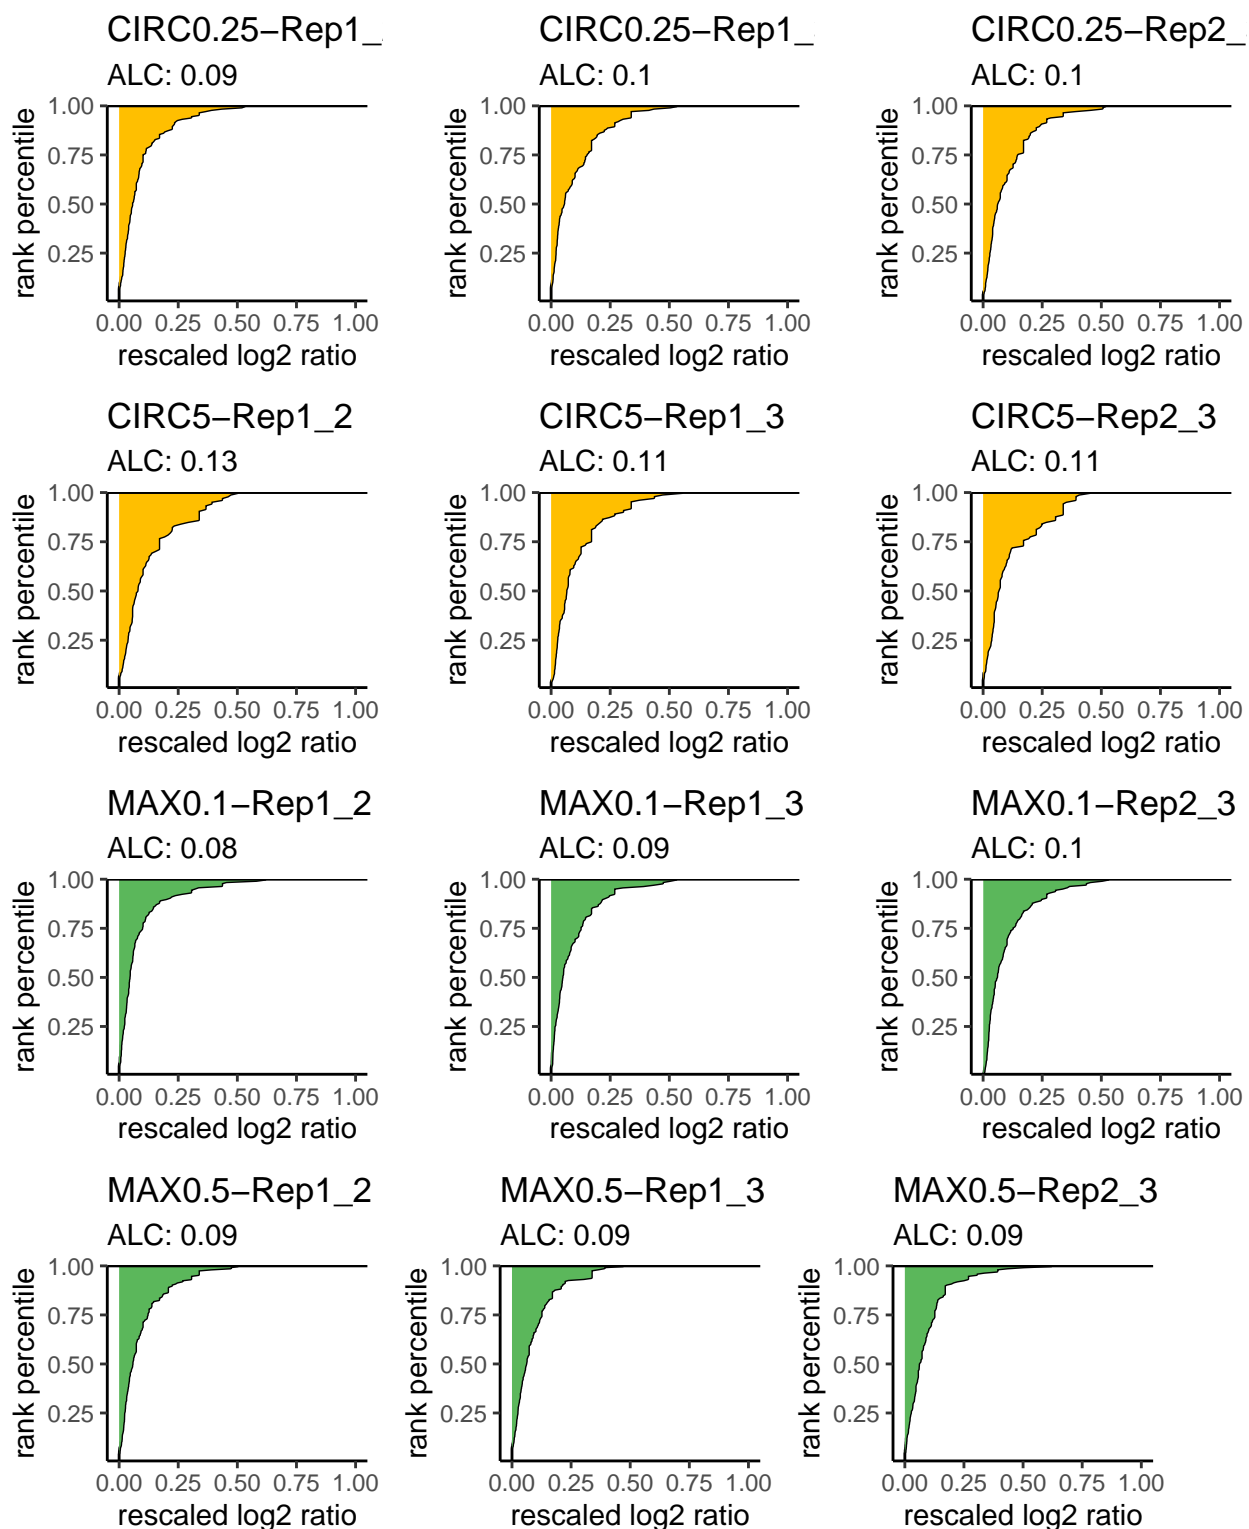 CIRC0.25−Rep1_ CIRC0.25−Rep1_ CIRC0.25−Rep2_
ALC: 0.09 ALC: 0.1 ALC: 0.1
1.00 1.00 1.00
0.75 0.75 0.75
0.50 0.50 0.50
0.25 0.25 0.25
rank percentile rank percentile rank percentile
0.00 0.25 0.50 0.75 1.00 0.00 0.25 0.50 0.75 1.00 0.00 0.25 0.50 0.75 1.00
rescaled log2 ratio rescaled log2 ratio rescaled log2 ratio
CIRC5−Rep1_2 CIRC5−Rep1_3 CIRC5−Rep2_3
ALC: 0.13 ALC: 0.11 ALC: 0.11
1.00 1.00 1.00
0.75 0.75 0.75
0.50 0.50 0.50
0.25 0.25 0.25
rank percentile rank percentile rank percentile
0.00 0.25 0.50 0.75 1.00 0.00 0.25 0.50 0.75 1.00 0.00 0.25 0.50 0.75 1.00
rescaled log2 ratio rescaled log2 ratio rescaled log2 ratio
MAX0.1−Rep1_2 MAX0.1−Rep1_3 MAX0.1−Rep2_3
ALC: 0.08 ALC: 0.09 ALC: 0.1
1.00 1.00 1.00
0.75 0.75 0.75
0.50 0.50 0.50
0.25 0.25 0.25
rank percentile rank percentile rank percentile
0.00 0.25 0.50 0.75 1.00 0.00 0.25 0.50 0.75 1.00 0.00 0.25 0.50 0.75 1.00
rescaled log2 ratio rescaled log2 ratio rescaled log2 ratio
MAX0.5−Rep1_2 MAX0.5−Rep1_3 MAX0.5−Rep2_3
ALC: 0.09 ALC: 0.09 ALC: 0.09
1.00 1.00 1.00
0.75 0.75 0.75
0.50 0.50 0.50
0.25 0.25 0.25
rank percentile rank percentile rank percentile
0.00 0.25 0.50 0.75 1.00 0.00 0.25 0.50 0.75 1.00 0.00 0.25 0.50 0.75 1.00
rescaled log2 ratio rescaled log2 ratio rescaled log2 ratio